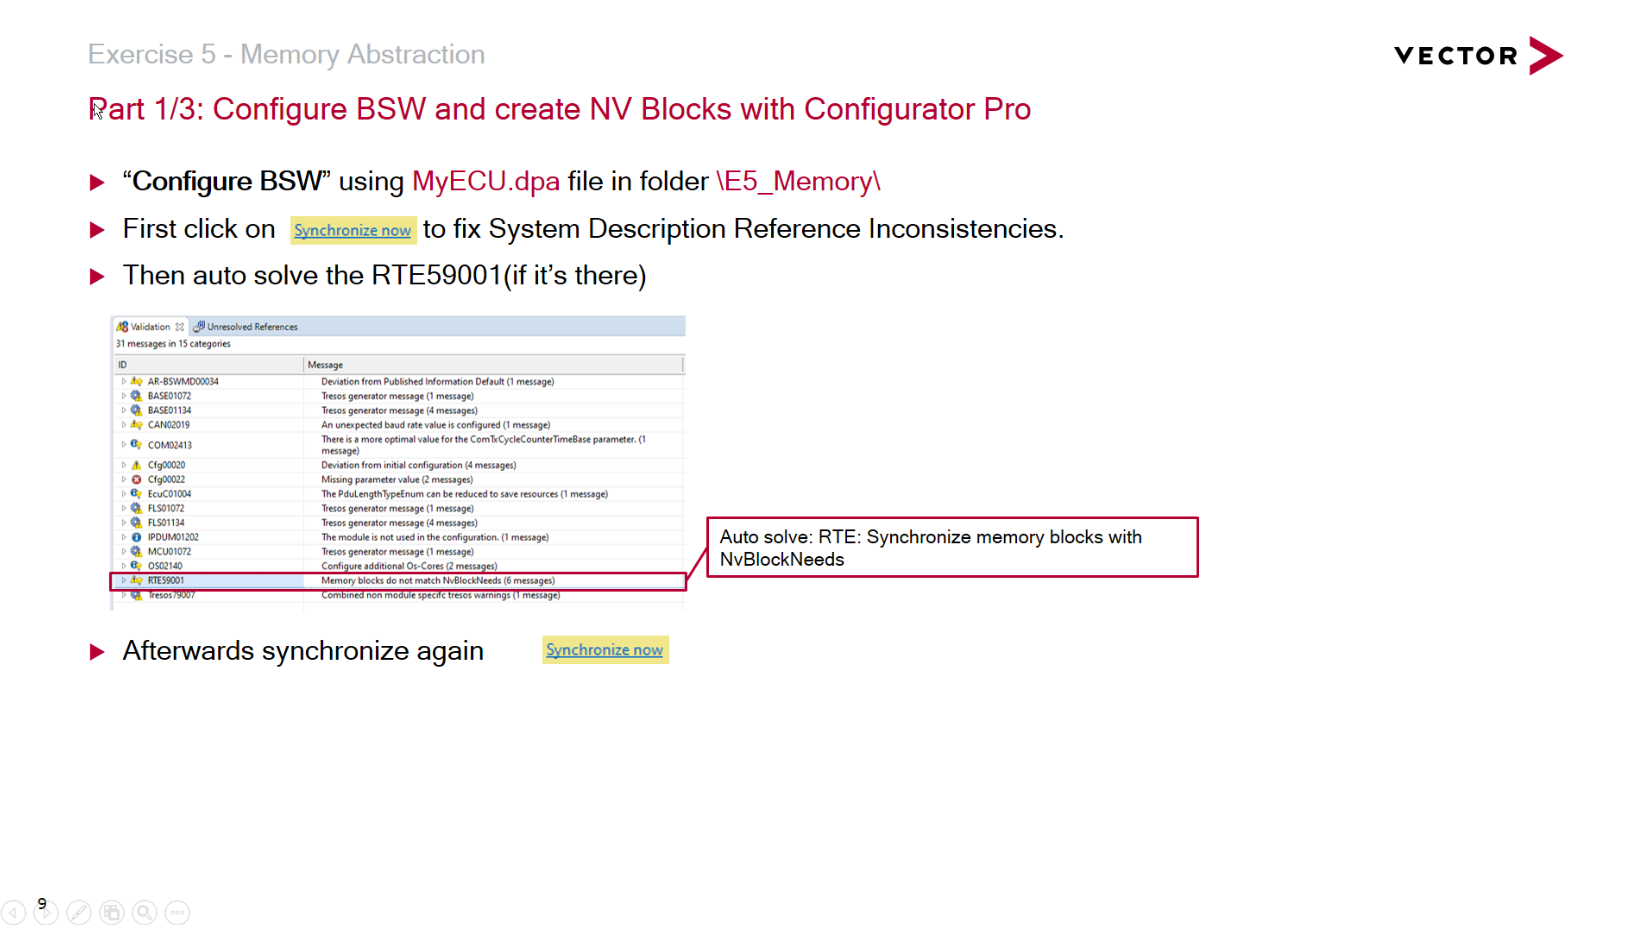 Exercise 5 - Memory Abstraction
VECTOR
Part 1/3: Configure BSW and create NV Blocks with Configurator Pro
“Configure BSW” using MyECU.dpa file in folder \E5_Memory\
First click on Synchronize now to fix System Description Reference Inconsistencies.
Then auto solve the RTE59001(if it’s there)
Validation Unresolved References
31 messages in 15 categories
ID Message
AR-BSWMD00034 Deviation from Published Information Default (1 message)
BASE01072 Tresos generator message (1 message)
BASE01134 Tresos generator message (4 messages)
CAN02019 An unexpected baud rate value is configured (1 message)
COM02413 There is a more optimal value for the ComTxCycleCounterTimeBase parameter. (1
message)
Cfg00020 Deviation from initial configuration (4 messages)
Cfg00022 Missing parameter value (2 messages)
EcuC01004 The PduLengthTypeEnum can be reduced to save resources (1 message)
FLS01072 Tresos generator message (1 message)
FLS01134 Tresos generator message (4 messages)
IPDUM01202 The module is not used in the configuration. (1 message)
MCU01072 Tresos generator message (1 message)
OS02140 Configure additional Os-Cores (2 messages)
RTE59001 Memory blocks do not match NvBlockNeeds (6 messages)
Tresos79007 Combined non module specifc tresos warnings (1 message)
Auto solve: RTE: Synchronize memory blocks with
NvBlockNeeds
Afterwards synchronize again Synchronize now
9